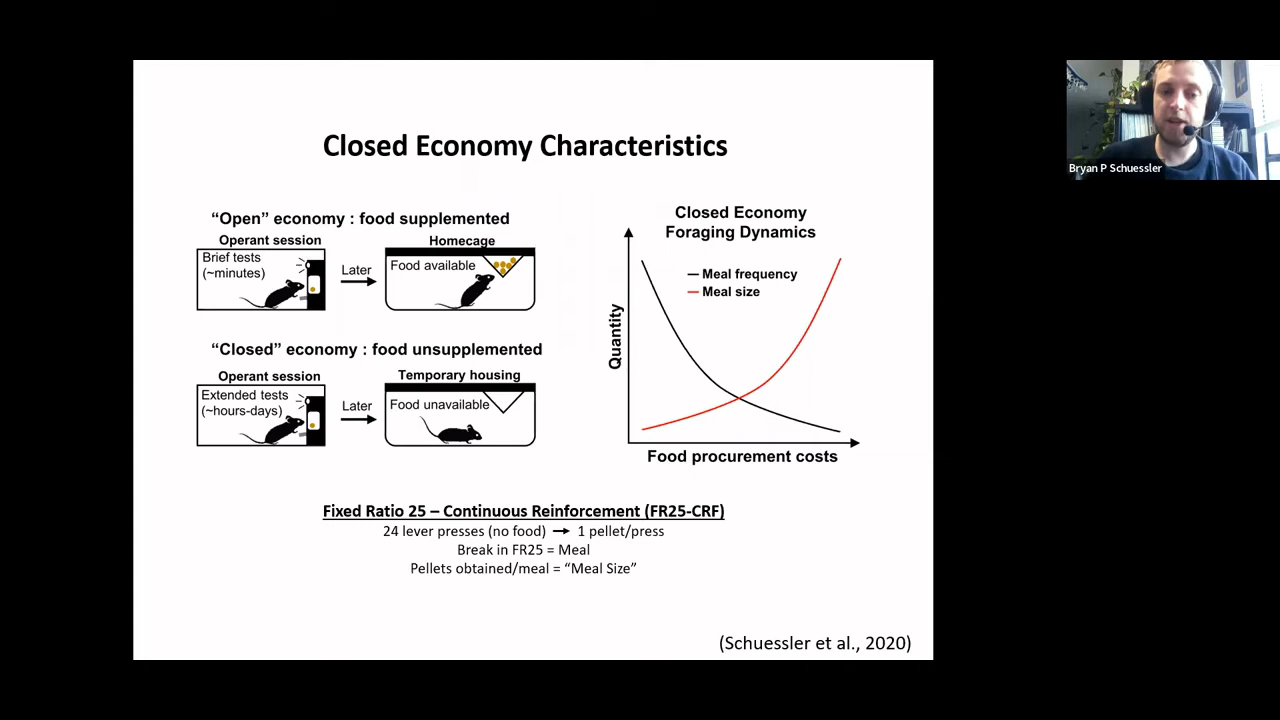 Closed Economy Characteristics
“Open” economy : food supplemented
Operant session
Brief tests
(~minutes)
Later
Homecage
Food available
“Closed” economy : food unsupplemented
Operant session
Extended tests
(~hours-days)
Later
Temporary housing
Food unavailable
Closed Economy
Foraging Dynamics
Meal frequency
Meal size
Quantity
Food procurement costs
Fixed Ratio 25 – Continuous Reinforcement (FR25-CRF)
24 lever presses (no food) → 1 pellet/press
Break in FR25 = Meal
Pellets obtained/meal = “Meal Size”
(Schuessler et al., 2020)
Bryan P Schuessler